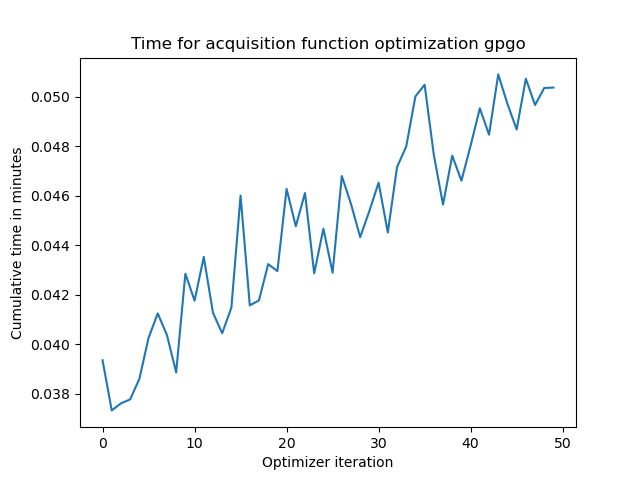 Time for acquisition function optimization gpgo
Cumulative time in minutes
0.050
0.048
0.046
0.044
0.042
0.040
0.038
0 10 20 30 40 50
Optimizer iteration